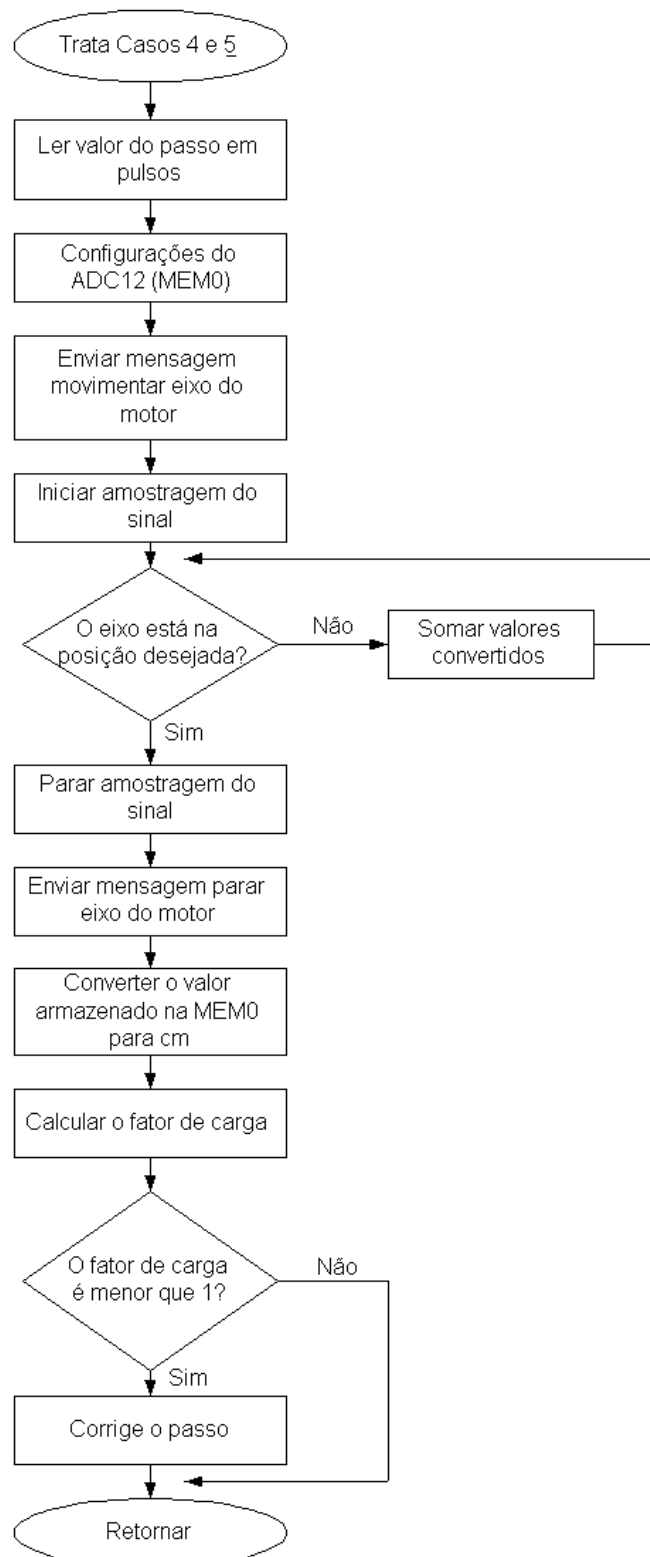 Trata Casos 4 e 5
Ler valor do passo em
pulsos
Configurações do
ADC12 (MEM0)
Enviar mensagem
movimentar eixo do
motor
Iniciar amostragem do
sinal
O eixo está na
posição desejada?
Não
Somar valores
convertidos
Sim
Parar amostragem do
sinal
Enviar mensagem parar
eixo do motor
Converter o valor
armazenado na MEM0
para cm
Calcular o fator de carga
O fator de carga
é menor que 1?
Não
Sim
Corrige o passo
Retornar